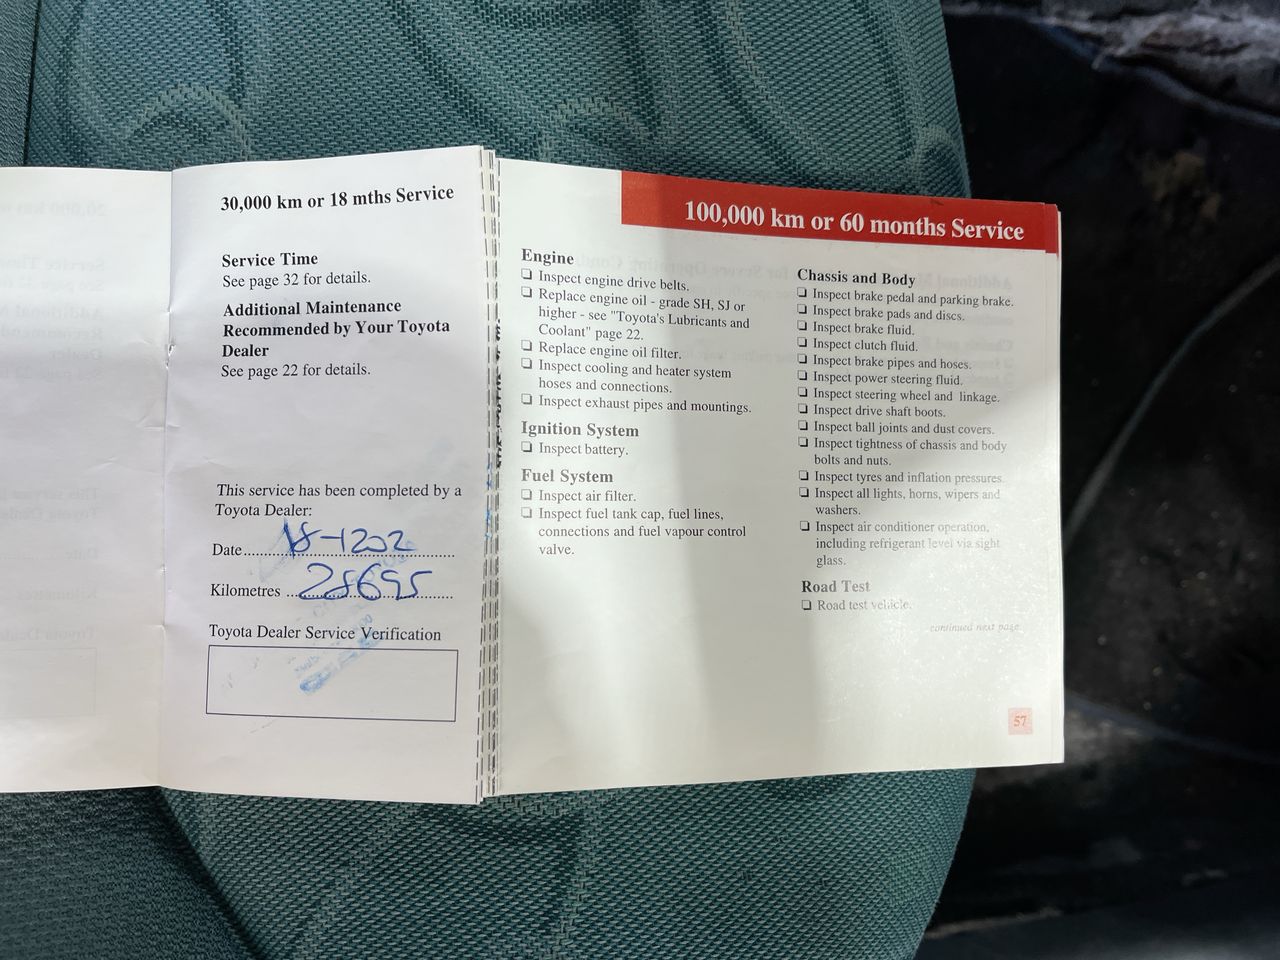 30,000 km or 18 mths Service
Service Time
See page 32 for details.
Additional Maintenance
Recommended by Your Toyota
Dealer
See page 22 for details.
This service has been completed by a
Toyota Dealer:
Date
Kilometres 28695
Toyota Dealer Service Verification
100,000 km or 60 months Service
Engine
❑ Inspect engine drive belts.
❑ Replace engine oil - grade SH, SJ or
higher - see "Toyota's Lubricants and
Coolant" page 22.
❑ Replace engine oil filter.
❑ Inspect cooling and heater system
hoses and connections.
❑ Inspect exhaust pipes and mountings.
Ignition System
❑ Inspect battery.
Fuel System
❑ Inspect air filter.
❑ Inspect fuel tank cap, fuel lines,
connections and fuel vapour control
valve.
Chassis and Body
❑ Inspect brake pedal and parking brake.
❑ Inspect brake pads and discs.
❑ Inspect brake fluid.
❑ Inspect clutch fluid.
❑ Inspect brake pipes and hoses.
❑ Inspect power steering fluid.
❑ Inspect steering wheel and linkage.
❑ Inspect drive shaft boots.
❑ Inspect ball joints and dust covers.
❑ Inspect tightness of chassis and body
bolts and nuts.
❑ Inspect tyres and inflation pressures.
❑ Inspect all lights, horns, wipers and
washers.
❑ Inspect air conditioner operation,
including refrigerant level via sight
glass.
Road Test
❑ Road test vehicle.
continued next page
57